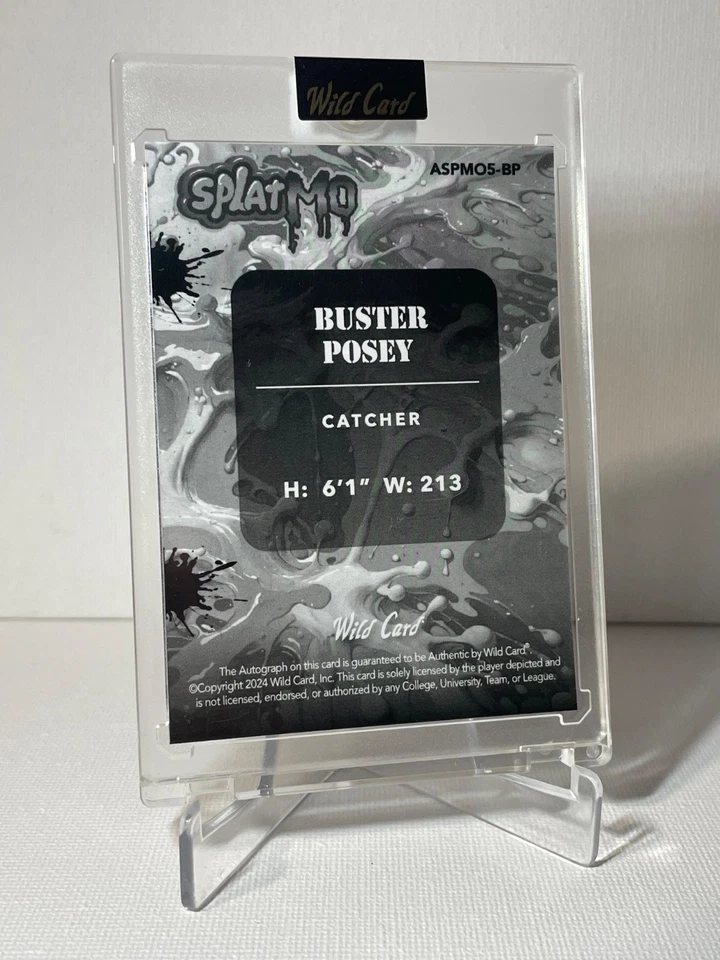 Wild Card
SPLAT MO
ASPMO5-BP
BUSTER
POSEY
CATCHER
H: 6'1" W: 213
Wild Card
The Autograph on this card is guaranteed to be Authentic by Wild Card®.
©Copyright 2024 Wild Card, Inc. This card is solely licensed by the player depicted and
is not licensed, endorsed, or authorized by any College, University, Team, or League.